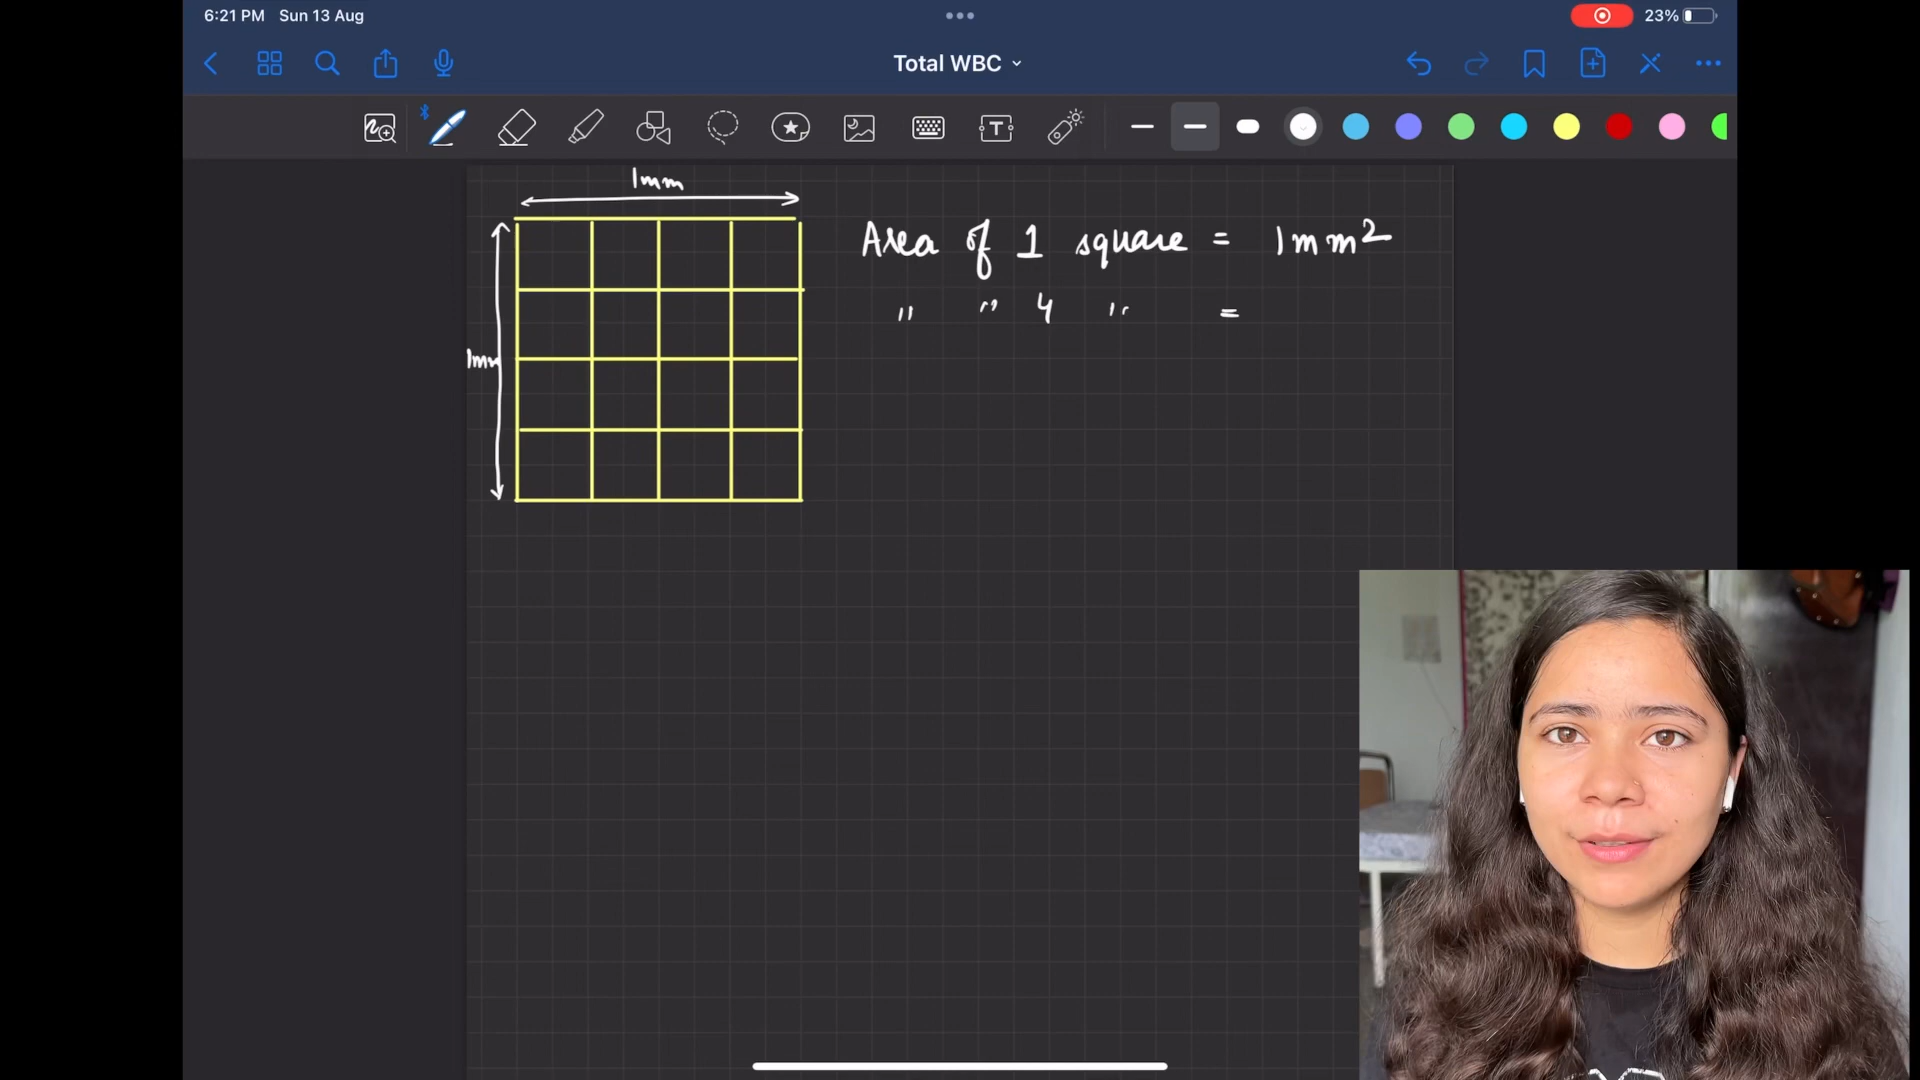 6:21 PM Sun 13 Aug
23%
Total WBC
T
1mm
Area of 1 square = 1mm²
" " 4 " =
1mm